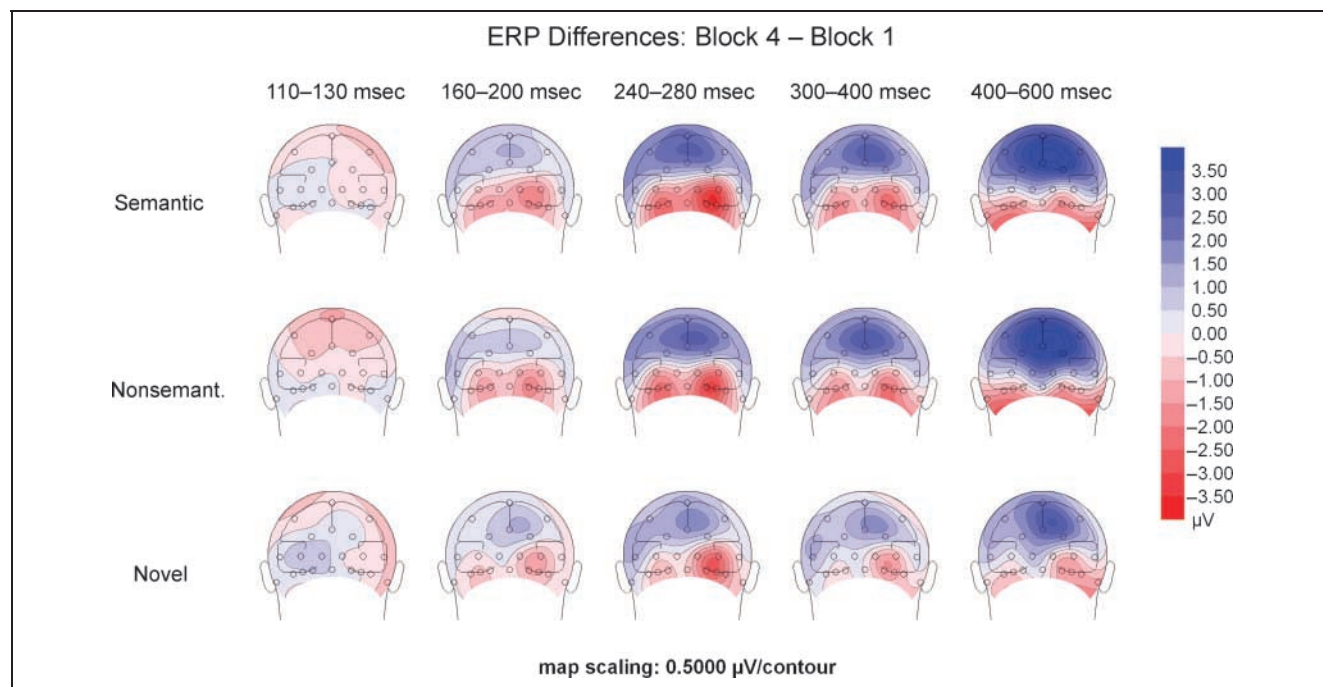 ERP Differences: Block 4 – Block 1
110–130 msec 160–200 msec 240–280 msec 300–400 msec 400–600 msec
Semantic
Nonsemant.
Novel
3.50
3.00
2.50
2.00
1.50
1.00
0.50
0.00
–0.50
–1.00
–1.50
–2.00
–2.50
–3.00
–3.50
µV
map scaling: 0.5000 µV/contour